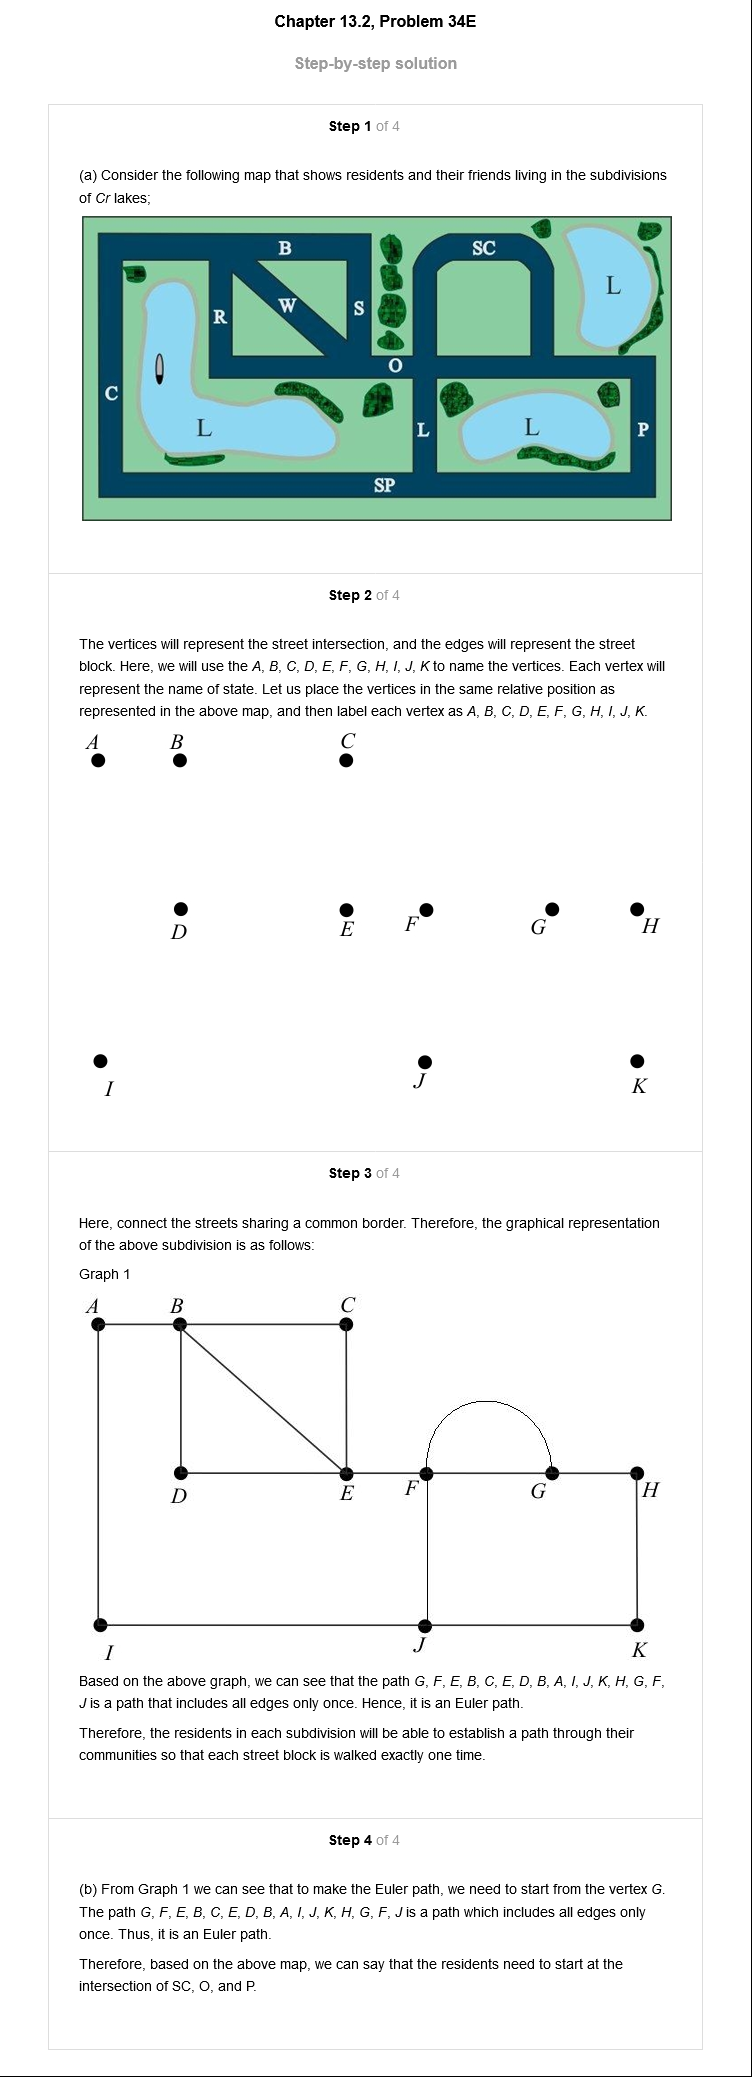 Chapter 13.2, Problem 34E
Step-by-step solution
Step 1 of 4
(a) Consider the following map that shows residents and their friends living in the subdivisions
of Cr lakes;
B
SC
L
R
W
S
O
C
L
L
L
P
SP
Step 2 of 4
The vertices will represent the street intersection, and the edges will represent the street
block. Here, we will use the A, B, C, D, E, F, G, H, I, J, K to name the vertices. Each vertex will
represent the name of state. Let us place the vertices in the same relative position as
represented in the above map, and then label each vertex as A, B, C, D, E, F, G, H, I, J, K.
A B C
D E F G H
I J K
Step 3 of 4
Here, connect the streets sharing a common border. Therefore, the graphical representation
of the above subdivision is as follows:
Graph 1
A B C
D E F G H
I J K
Based on the above graph, we can see that the path G, F, E, B, C, E, D, B, A, I, J, K, H, G, F,
J is a path that includes all edges only once. Hence, it is an Euler path.
Therefore, the residents in each subdivision will be able to establish a path through their
communities so that each street block is walked exactly one time.
Step 4 of 4
(b) From Graph 1 we can see that to make the Euler path, we need to start from the vertex G.
The path G, F, E, B, C, E, D, B, A, I, J, K, H, G, F, J is a path which includes all edges only
once. Thus, it is an Euler path.
Therefore, based on the above map, we can say that the residents need to start at the
intersection of SC, O, and P.